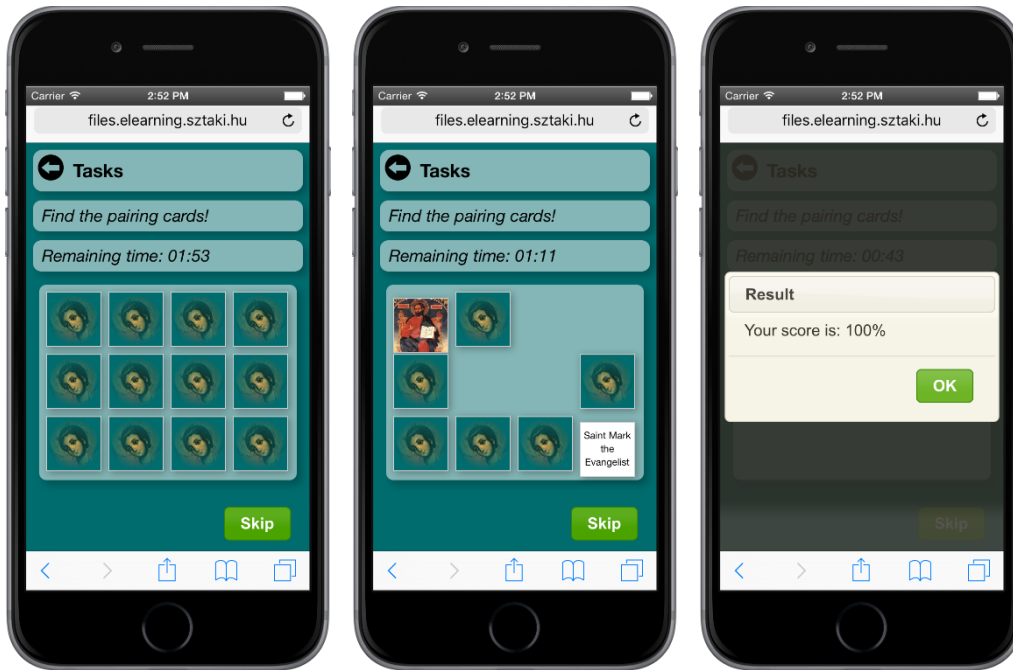 Carrier 2:52 PM
files.elearning.sztaki.hu
Tasks
Find the pairing cards!
Remaining time: 01:53
Skip
Carrier 2:52 PM
files.elearning.sztaki.hu
Tasks
Find the pairing cards!
Remaining time: 01:11
Saint Mark
the
Evangelist
Skip
Carrier 2:52 PM
files.elearning.sztaki.hu
Tasks
Find the pairing cards!
Remaining time: 00:43
Result
Your score is: 100%
OK
Skip